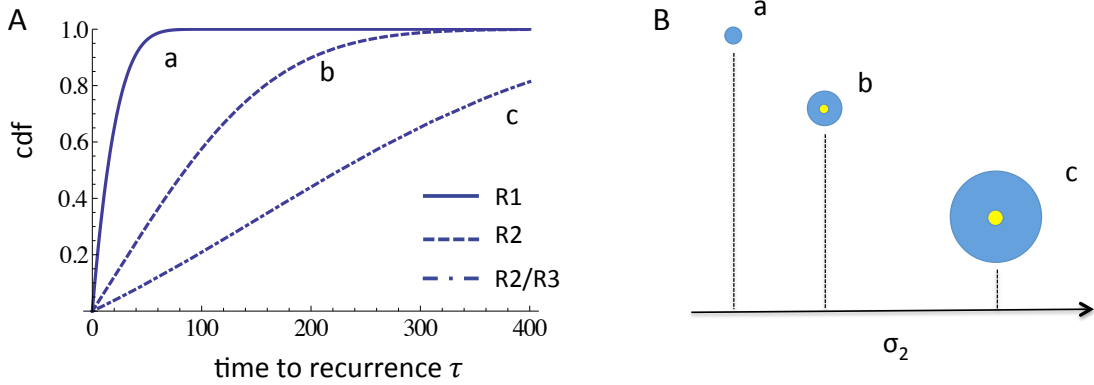 A
1.0
0.8
0.6
0.4
0.2
0
100
200
300
400
cdf
time to recurrence τ
a
b
c
R1
R2
R2/R3
B
a
b
c
σ2